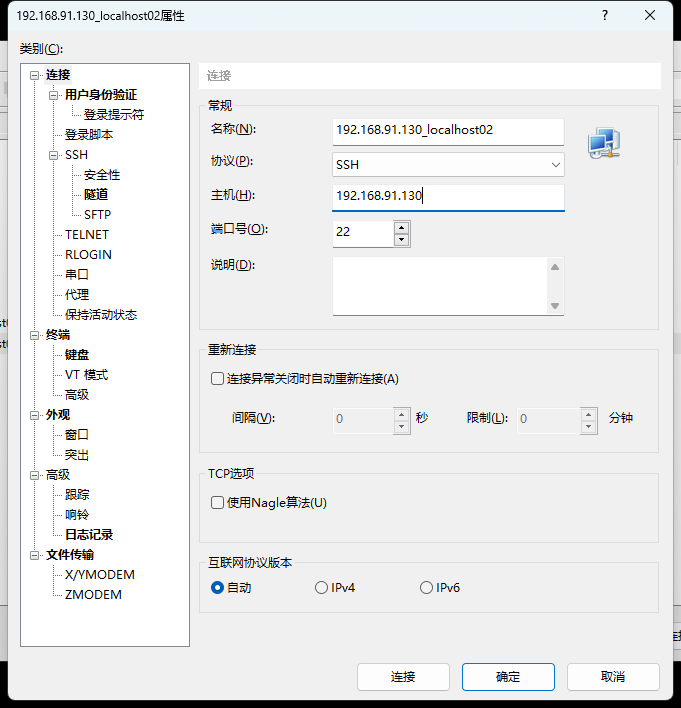 192.168.91.130_localhost02属性
类别(C):
连接
用户身份验证
登录提示符
登录脚本
SSH
安全性
隧道
SFTP
TELNET
RLOGIN
串口
代理
保持活动状态
终端
键盘
VT 模式
高级
外观
窗口
突出
高级
跟踪
响铃
日志记录
文件传输
X/YMODEM
ZMODEM
连接
常规
名称(N): 192.168.91.130_localhost02
协议(P): SSH
主机(H): 192.168.91.130
端口号(O): 22
说明(D):
重新连接
连接异常关闭时自动重新连接(A)
间隔(V): 0 秒 限制(L): 0 分钟
TCP选项
使用Nagle算法(U)
互联网协议版本
自动 IPv4 IPv6
连接 确定 取消